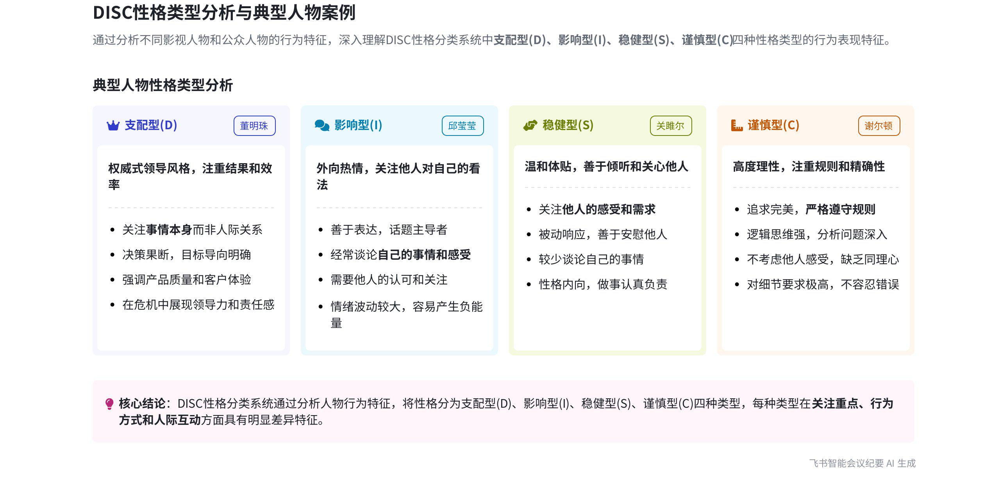 DISC性格类型分析与典型人物案例
通过分析不同影视人物和公众人物的行为特征，深入理解DISC性格分类系统中支配型(D)、影响型(I)、稳健型(S)、谨慎型(C)四种性格类型的行为表现特征。
典型人物性格类型分析
支配型(D)
董明珠
权威式领导风格，注重结果和效
率
关注事情本身而非人际关系
决策果断，目标导向明确
强调产品质量和客户体验
在危机中展现领导力和责任感
影响型(I)
邱莹莹
外向热情，关注他人对自己的看
法
善于表达，话题主导者
经常谈论自己的事情和感受
需要他人的认可和关注
情绪波动较大，容易产生负能
量
稳健型(S)
关雎尔
温和体贴，善于倾听和关心他人
关注他人的感受和需求
被动响应，善于安慰他人
较少谈论自己的事情
性格内向，做事认真负责
谨慎型(C)
谢尔顿
高度理性，注重规则和精确性
追求完美，严格遵守规则
逻辑思维强，分析问题深入
不考虑他人感受，缺乏同理心
对细节要求极高，不容忍错误
核心结论：DISC性格分类系统通过分析人物行为特征，将性格分为支配型(D)、影响型(I)、稳健型(S)、谨慎型(C)四种类型，每种类型在关注重点、行为
方式和人际互动方面具有明显差异特征。
飞书智能会议纪要 AI 生成